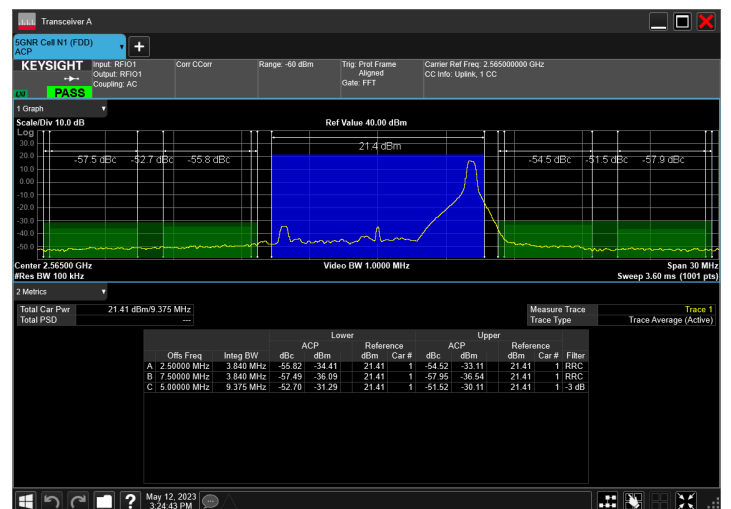 Transceiver A
5GNR Cell N1 (FDD)
ACP
KEYSIGHT Input: RFIO1 Corr CCorr Range: -60 dBm Trig: Prot Frame Carrier Ref Freq: 2.565000000 GHz
Output: RFIO1 Aligned CC Info: Uplink, 1 CC
Coupling: AC Gate: FFT
LXI PASS
1 Graph
Scale/Div 10.0 dB Ref Value 40.00 dBm
Log
30.0 21.4 dBm
20.0 -57.5 dBc -52.7 dBc -55.8 dBc -54.5 dBc -51.5 dBc -57.9 dBc
10.0
0.00
-10.0
-20.0
-30.0
-40.0
-50.0
Center 2.56500 GHz Video BW 1.0000 MHz Span 30 MHz
#Res BW 100 kHz Sweep 3.60 ms (1001 pts)
2 Metrics
Total Car Pwr 21.41 dBm/9.375 MHz Measure Trace Trace 1
Total PSD --- Trace Type Trace Average (Active)
Lower Upper
ACP Reference ACP Reference
Offs Freq Integ BW dBc dBm dBm Car # dBc dBm dBm Car # Filter
A 2.50000 MHz 3.840 MHz -55.82 -34.41 21.41 1 -54.52 -33.11 21.41 1 RRC
B 7.50000 MHz 3.840 MHz -57.49 -36.09 21.41 1 -57.95 -36.54 21.41 1 RRC
C 5.00000 MHz 9.375 MHz -52.70 -31.29 21.41 1 -51.52 -30.11 21.41 1 -3 dB
May 12, 2023
3:24:43 PM